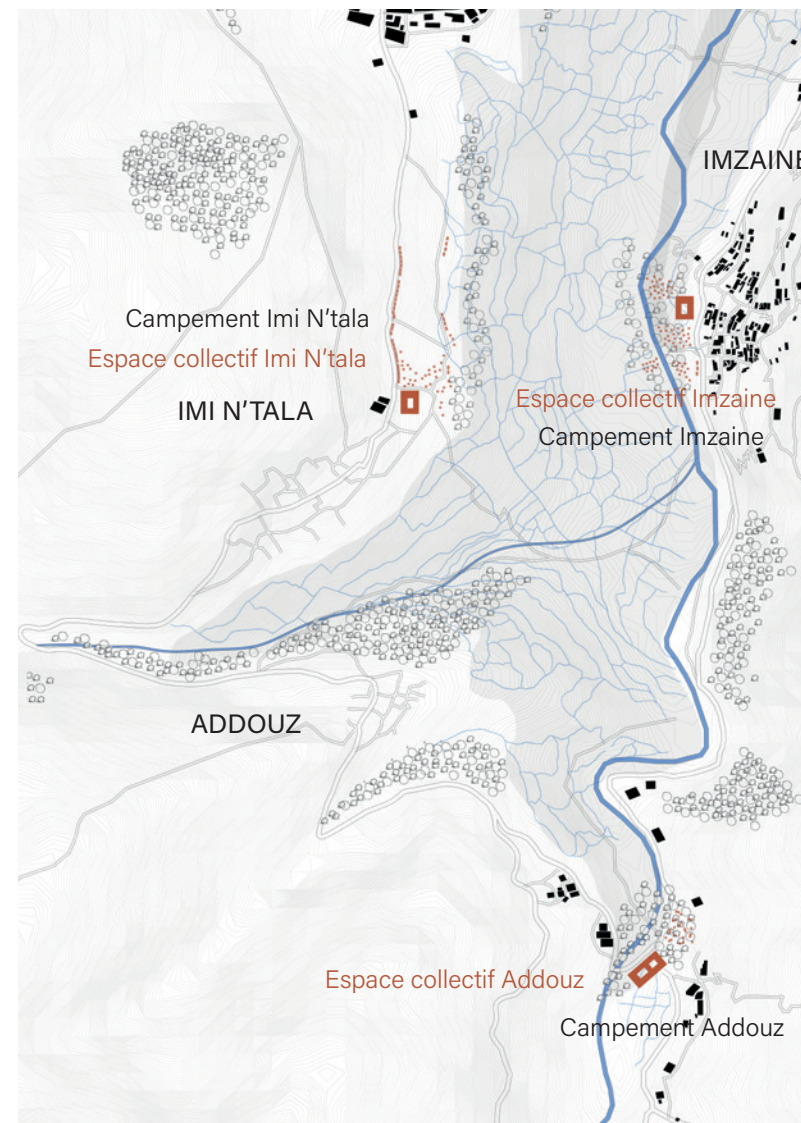 IMZAINE
Campement Imi N'tala
Espace collectif Imi N'tala
IMI N'TALA
Espace collectif Imzaine
Campement Imzaine
ADDOUZ
Espace collectif Addouz
Campement Addouz